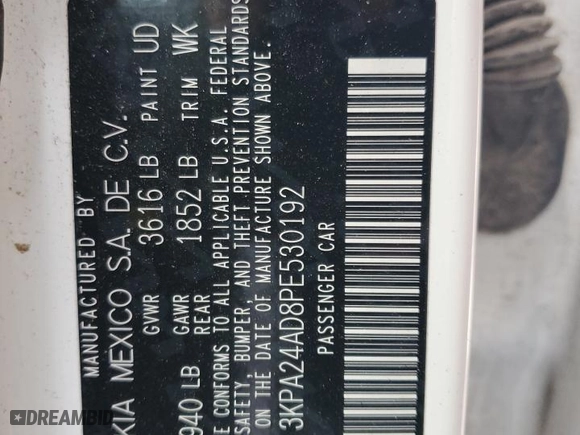 MANUFACTURED BY
KIA MEXICO S.A. DE C.V.
GVWR 3616 LB PAINT UD
GAWR
REAR
940 LB 1852 LB TRIM WK
E CONFORMS TO ALL APPLICABLE U.S.A. FEDERAL
SAFETY, BUMPER, AND THEFT PREVENTION STANDARDS
ON THE DATE OF MANUFACTURE SHOWN ABOVE.
3KPA24AD8PE530192
PASSENGER CAR
DREAMBID